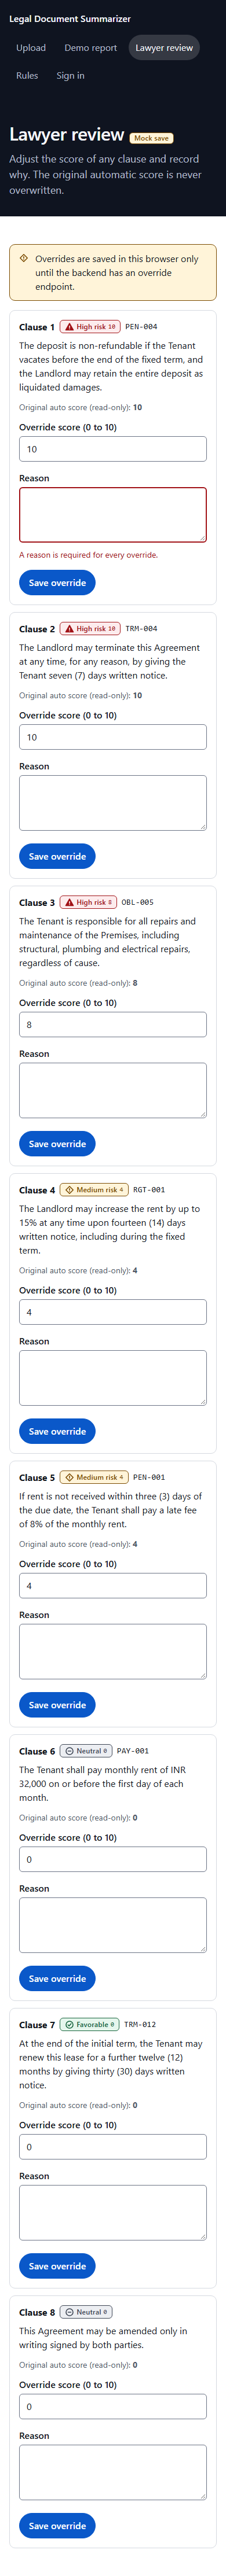 Legal Document Summarizer
Upload Demo report Lawyer review
Rules Sign in
Lawyer review Mock save
Adjust the score of any clause and record
why. The original automatic score is never
overwritten.
Overrides are saved in this browser only
until the backend has an override
endpoint.
Clause 1 High risk 10 PEN-004
The deposit is non-refundable if the Tenant
vacates before the end of the fixed term, and
the Landlord may retain the entire deposit as
liquidated damages.
Original auto score (read-only): 10
Override score (0 to 10)
10
Reason
A reason is required for every override.
Save override
Clause 2 High risk 10 TRM-004
The Landlord may terminate this Agreement
at any time, for any reason, by giving the
Tenant seven (7) days written notice.
Original auto score (read-only): 10
Override score (0 to 10)
10
Reason
Save override
Clause 3 High risk 8 OBL-005
The Tenant is responsible for all repairs and
maintenance of the Premises, including
structural, plumbing and electrical repairs,
regardless of cause.
Original auto score (read-only): 8
Override score (0 to 10)
8
Reason
Save override
Clause 4 Medium risk 4 RGT-001
The Landlord may increase the rent by up to
15% at any time upon fourteen (14) days
written notice, including during the fixed
term.
Original auto score (read-only): 4
Override score (0 to 10)
4
Reason
Save override
Clause 5 Medium risk 4 PEN-001
If rent is not received within three (3) days of
the due date, the Tenant shall pay a late fee
of 8% of the monthly rent.
Original auto score (read-only): 4
Override score (0 to 10)
4
Reason
Save override
Clause 6 Neutral 0 PAY-001
The Tenant shall pay monthly rent of INR
32,000 on or before the first day of each
month.
Original auto score (read-only): 0
Override score (0 to 10)
0
Reason
Save override
Clause 7 Favorable 0 TRM-012
At the end of the initial term, the Tenant may
renew this lease for a further twelve (12)
months by giving thirty (30) days written
notice.
Original auto score (read-only): 0
Override score (0 to 10)
0
Reason
Save override
Clause 8 Neutral 0
This Agreement may be amended only in
writing signed by both parties.
Original auto score (read-only): 0
Override score (0 to 10)
0
Reason
Save override